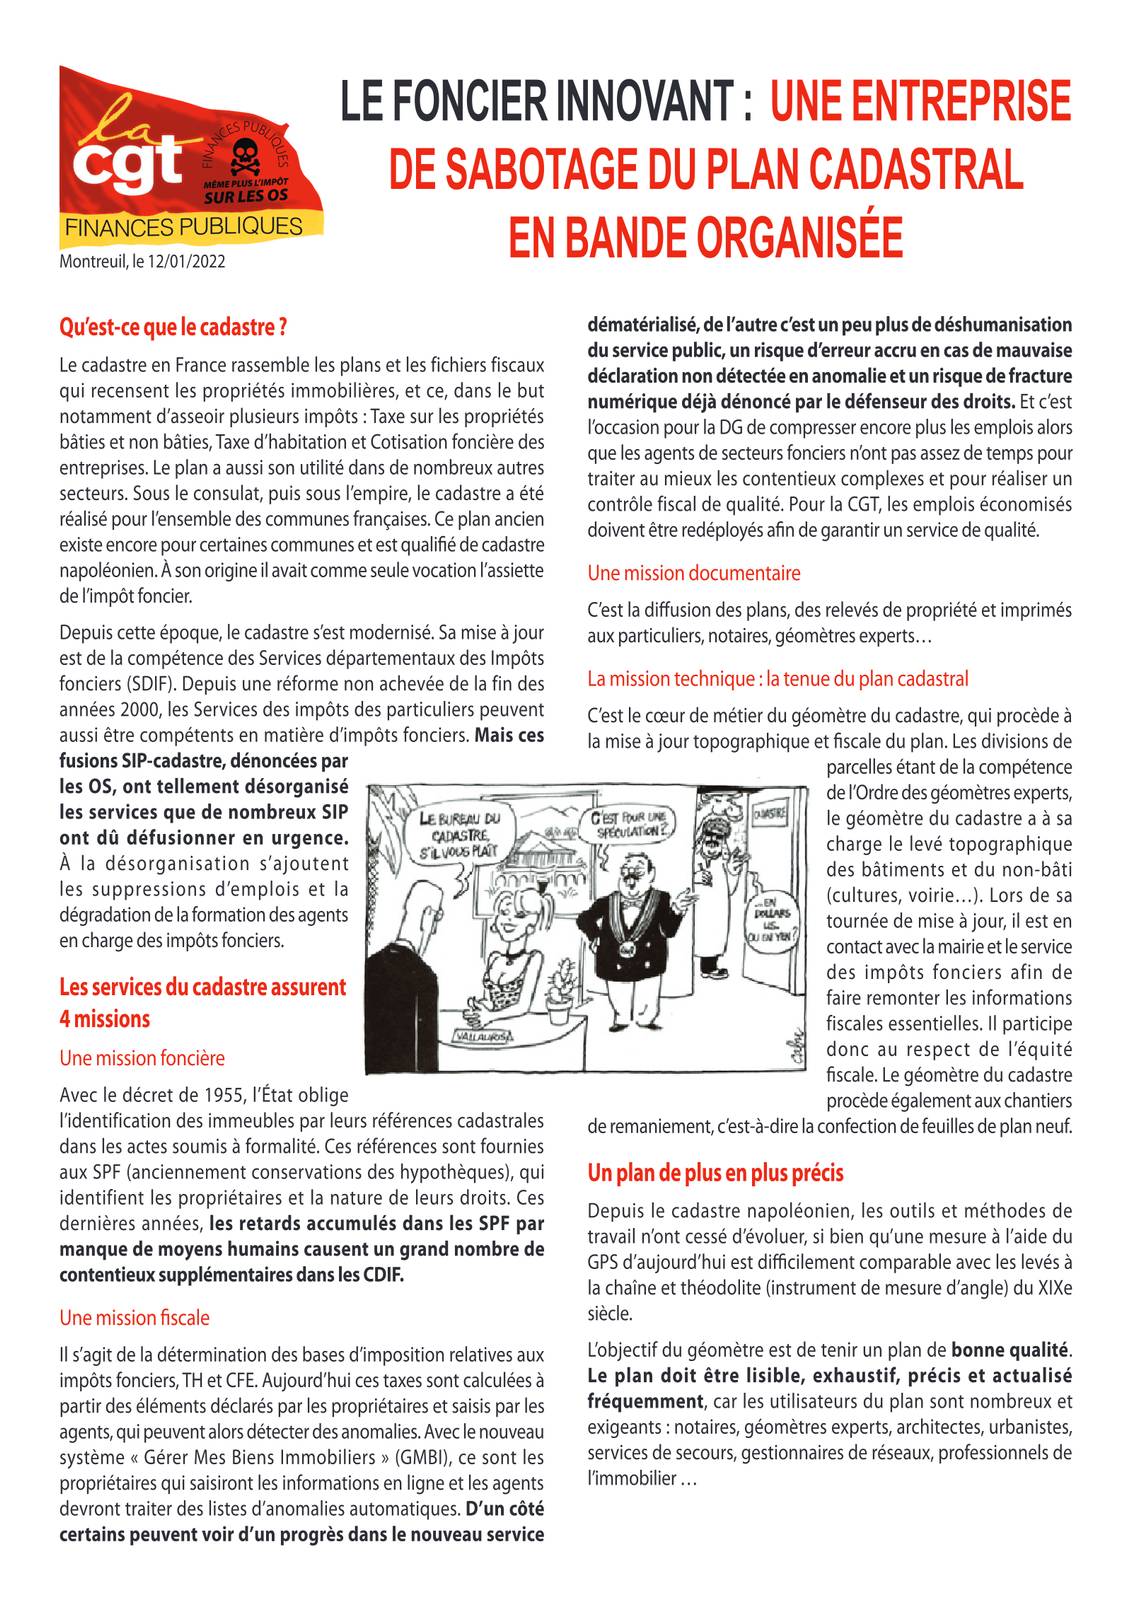 la
cgt
FINANCES PUBLIQUES
MÊME PLUS L'IMPÔT
SUR LES OS
FINANCES PUBLIQUES
Montreuil, le 12/01/2022
LE FONCIER INNOVANT : UNE ENTREPRISE
DE SABOTAGE DU PLAN CADASTRAL
EN BANDE ORGANISÉE
Qu'est-ce que le cadastre ?
Le cadastre en France rassemble les plans et les fichiers fiscaux
qui recensent les propriétés immobilières, et ce, dans le but
notamment d'asseoir plusieurs impôts : Taxe sur les propriétés
bâties et non bâties, Taxe d'habitation et Cotisation foncière des
entreprises. Le plan a aussi son utilité dans de nombreux autres
secteurs. Sous le consulat, puis sous l'empire, le cadastre a été
réalisé pour l'ensemble des communes françaises. Ce plan ancien
existe encore pour certaines communes et est qualifié de cadastre
napoléonien. À son origine il avait comme seule vocation l'assiette
de l'impôt foncier.
Depuis cette époque, le cadastre s'est modernisé. Sa mise à jour
est de la compétence des Services départementaux des Impôts
fonciers (SDIF). Depuis une réforme non achevée de la fin des
années 2000, les Services des impôts des particuliers peuvent
aussi être compétents en matière d'impôts fonciers. Mais ces
fusions SIP-cadastre, dénoncées par
les OS, ont tellement désorganisé
les services que de nombreux SIP
ont dû défusionner en urgence.
À la désorganisation s'ajoutent
les suppressions d'emplois et la
dégradation de la formation des agents
en charge des impôts fonciers.
Les services du cadastre assurent
4 missions
Une mission foncière
Avec le décret de 1955, l'État oblige
l'identification des immeubles par leurs références cadastrales
dans les actes soumis à formalité. Ces références sont fournies
aux SPF (anciennement conservations des hypothèques), qui
identifient les propriétaires et la nature de leurs droits. Ces
dernières années, les retards accumulés dans les SPF par
manque de moyens humains causent un grand nombre de
contentieux supplémentaires dans les CDIF.
Une mission fiscale
Il s'agit de la détermination des bases d'imposition relatives aux
impôts fonciers, TH et CFE. Aujourd'hui ces taxes sont calculées à
partir des éléments déclarés par les propriétaires et saisis par les
agents, qui peuvent alors détecter des anomalies. Avec le nouveau
système « Gérer Mes Biens Immobiliers » (GMBI), ce sont les
propriétaires qui saisiront les informations en ligne et les agents
devront traiter des listes d'anomalies automatiques. D'un côté
certains peuvent voir d'un progrès dans le nouveau service
dématérialisé, de l'autre c'est un peu plus de déshumanisation
du service public, un risque d'erreur accru en cas de mauvaise
déclaration non détectée en anomalie et un risque de fracture
numérique déjà dénoncé par le défenseur des droits. Et c'est
l'occasion pour la DG de compresser encore plus les emplois alors
que les agents de secteurs fonciers n'ont pas assez de temps pour
traiter au mieux les contentieux complexes et pour réaliser un
contrôle fiscal de qualité. Pour la CGT, les emplois économisés
doivent être redéployés afin de garantir un service de qualité.
Une mission documentaire
C'est la diffusion des plans, des relevés de propriété et imprimés
aux particuliers, notaires, géomètres experts…
La mission technique : la tenue du plan cadastral
C'est le cœur de métier du géomètre du cadastre, qui procède à
la mise à jour topographique et fiscale du plan. Les divisions de
parcelles étant de la compétence
de l'Ordre des géomètres experts,
le géomètre du cadastre a à sa
charge le levé topographique
des bâtiments et du non-bâti
(cultures, voirie…). Lors de sa
tournée de mise à jour, il est en
contact avec la mairie et le service
des impôts fonciers afin de
faire remonter les informations
fiscales essentielles. Il participe
donc au respect de l'équité
fiscale. Le géomètre du cadastre
procède également aux chantiers
de remaniement, c'est-à-dire la confection de feuilles de plan neuf.
LE BUREAU DU
CADASTRE,
S'IL VOUS PLAÎT
C'EST POUR UNE
SPÉCULATION ?
CADASTRE
...EN
DOLLARS
US...
OU EN YEN ?
VALLAURIS
Cabu
Un plan de plus en plus précis
Depuis le cadastre napoléonien, les outils et méthodes de
travail n'ont cessé d'évoluer, si bien qu'une mesure à l'aide du
GPS d'aujourd'hui est difficilement comparable avec les levés à
la chaîne et théodolite (instrument de mesure d'angle) du XIXe
siècle.
L'objectif du géomètre est de tenir un plan de bonne qualité.
Le plan doit être lisible, exhaustif, précis et actualisé
fréquemment, car les utilisateurs du plan sont nombreux et
exigeants : notaires, géomètres experts, architectes, urbanistes,
services de secours, gestionnaires de réseaux, professionnels de
l'immobilier …